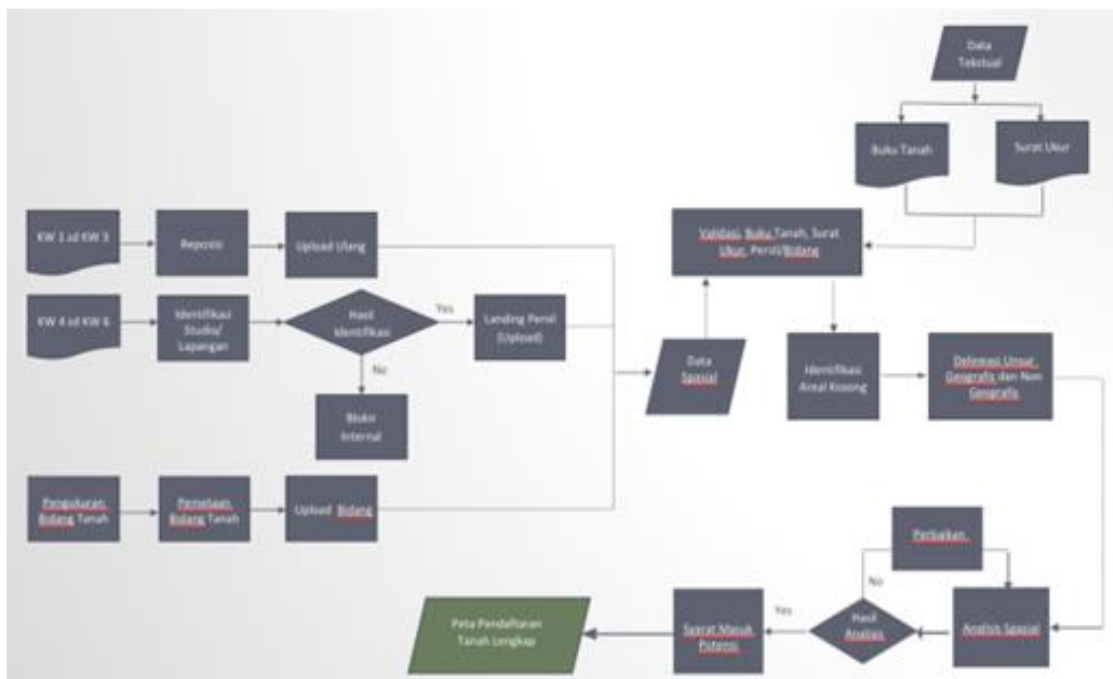 Data
Tekstual
Buku Tanah
Surat Ukur
KW 1 sd KW 3
Reposisi
Upload Ulang
Validasi, Buku Tanah, Surat
Ukur, Persil/Bidang
KW 4 sd KW 6
Identifikasi
Studio/
Lapangan
Hasil
Identifikasi
Yes
Landing Persil
(Upload)
No
Blokir
Internal
Data
Spasial
Identifikasi
Areal Kosong
Delineasi Unsur
Geografis dan Non
Geografis
Pengukuran
Bidang Tanah
Pemetaan
Bidang Tanah
Upload Bidang
Perbaikan
No
Peta Pendaftaran
Tanah Lengkap
Syarat Masuk
Potensi
Yes
Hasil
Analisis
Analisis Spasial